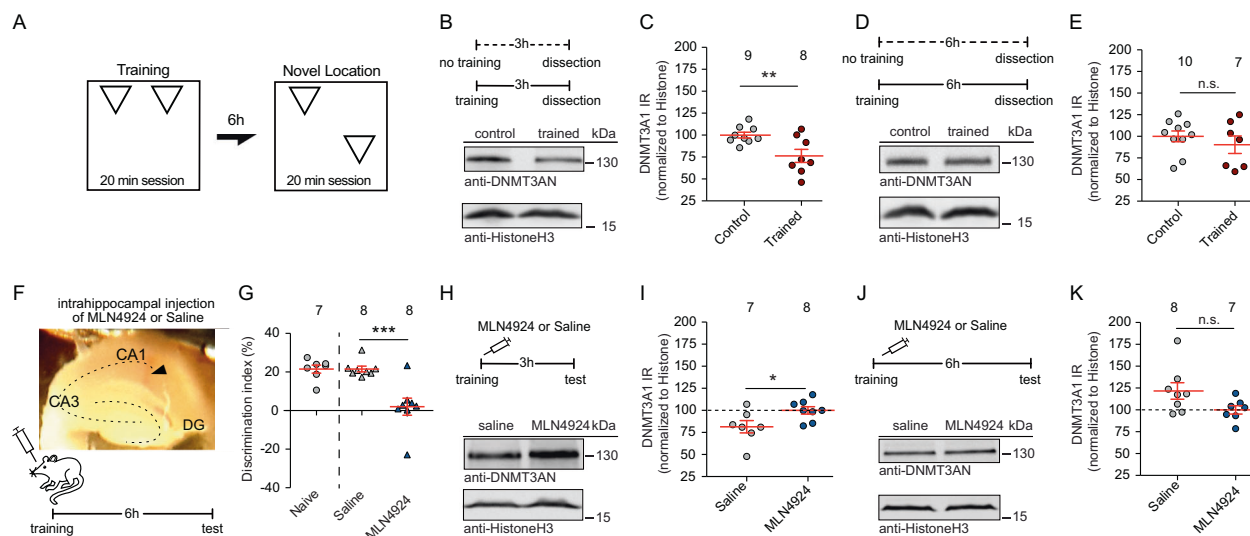 A
Training
20 min session
6h
Novel Location
20 min session
B
3h
no training
dissection
3h
training
dissection
control trained kDa
130
anti-DNMT3AN
15
anti-HistoneH3
C
DNMT3A1 IR
(normalized to Histone)
200
175
150
125
100
75
50
25
9 8
**
Control
Trained
D
6h
no training
dissection
6h
training
dissection
control trained kDa
130
anti-DNMT3AN
15
anti-HistoneH3
E
DNMT3A1 IR
(normalized to Histone)
200
175
150
125
100
75
50
25
10 7
n.s.
Control
Trained
F
intrahippocampal injection
of MLN4924 or Saline
CA1
CA3
DG
6h
training
test
G
Discrimination index (%)
40
20
0
-20
-40
7 8 8
***
Naive
Saline
MLN4924
H
MLN4924 or Saline
3h
training
test
saline MLN4924 kDa
130
anti-DNMT3AN
15
anti-HistoneH3
I
DNMT3A1 IR
(normalized to Histone)
200
175
150
125
100
75
50
25
7 8
*
Saline
MLN4924
J
MLN4924 or Saline
6h
training
test
saline MLN4924 kDa
130
anti-DNMT3AN
15
anti-HistoneH3
K
DNMT3A1 IR
(normalized to Histone)
200
175
150
125
100
75
50
25
8 7
n.s.
Saline
MLN4924